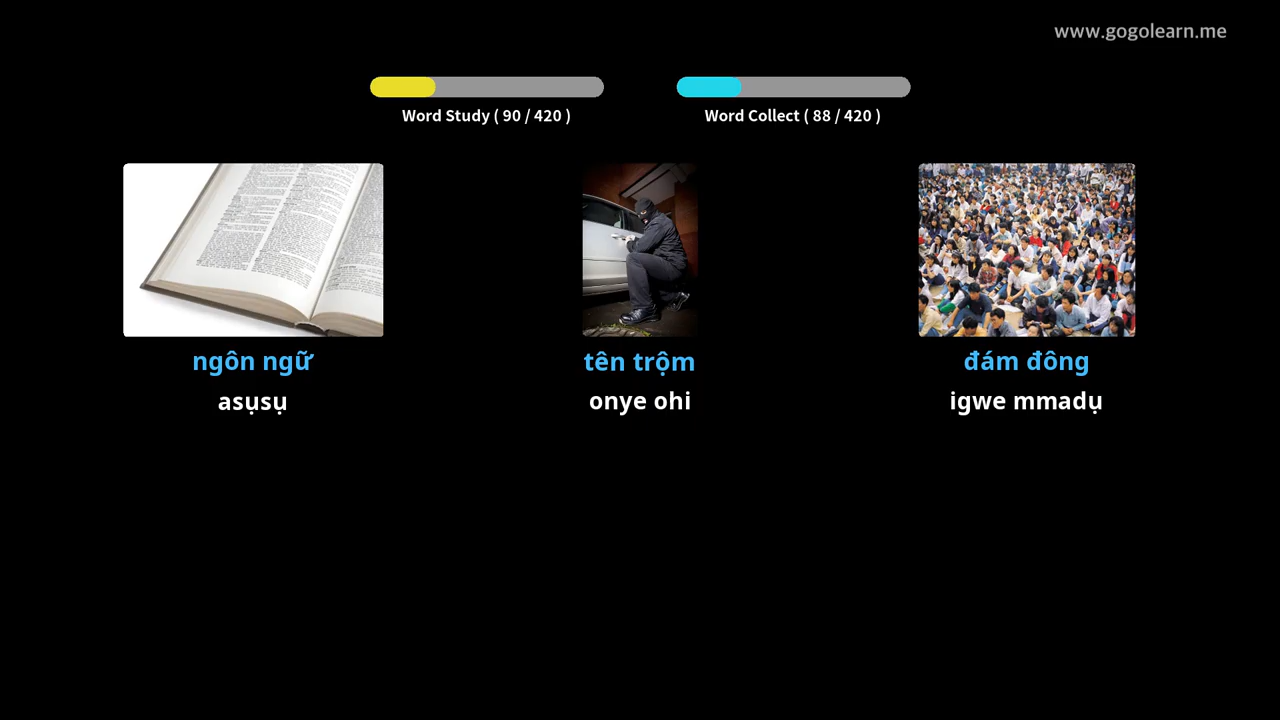 www.gogolearn.me
Word Study ( 90 / 420 )
Word Collect ( 88 / 420 )
ngôn ngữ
tên trộm
đám đông
asụsụ
onye ohi
igwe mmadụ